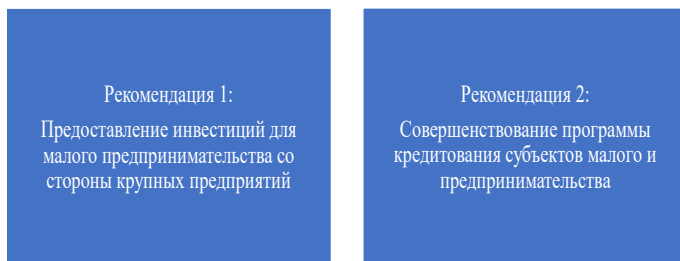 Рекомендация 1:
Предоставление инвестиций для
малого предпринимательства со
стороны крупных предприятий
Рекомендация 2:
Совершенствование программы
кредитования субъектов малого и
предпринимательства